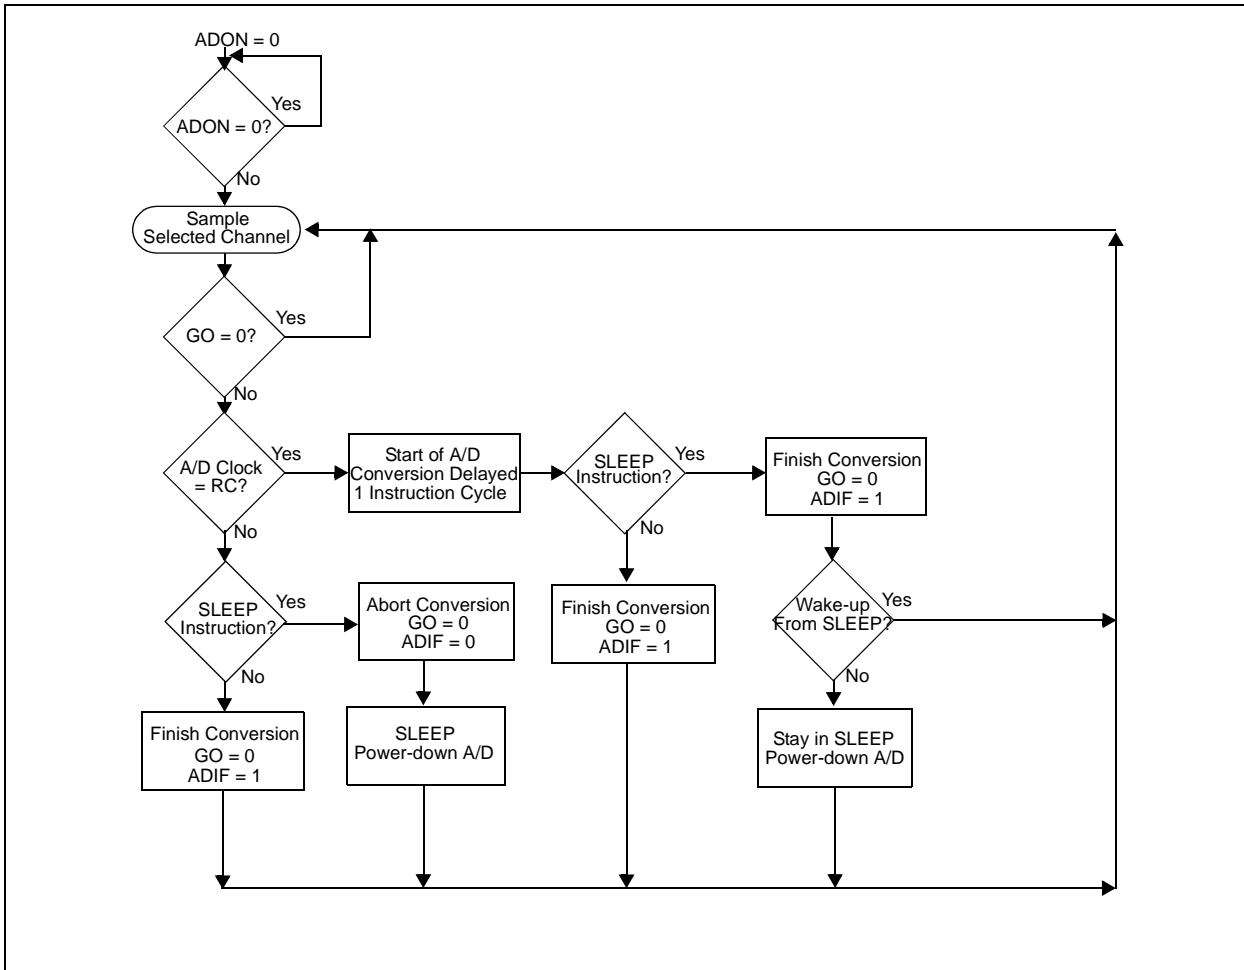 ADON = 0
Yes
ADON = 0?
No
Sample
Selected Channel
Yes
GO = 0?
No
A/D Clock
= RC?
Yes
Start of A/D
Conversion Delayed
1 Instruction Cycle
SLEEP
Instruction?
Yes
Finish Conversion
GO = 0
ADIF = 1
No
No
SLEEP
Instruction?
Yes
Abort Conversion
GO = 0
ADIF = 0
Finish Conversion
GO = 0
ADIF = 1
Wake-up
From SLEEP?
Yes
No
No
Finish Conversion
GO = 0
ADIF = 1
SLEEP
Power-down A/D
Stay in SLEEP
Power-down A/D